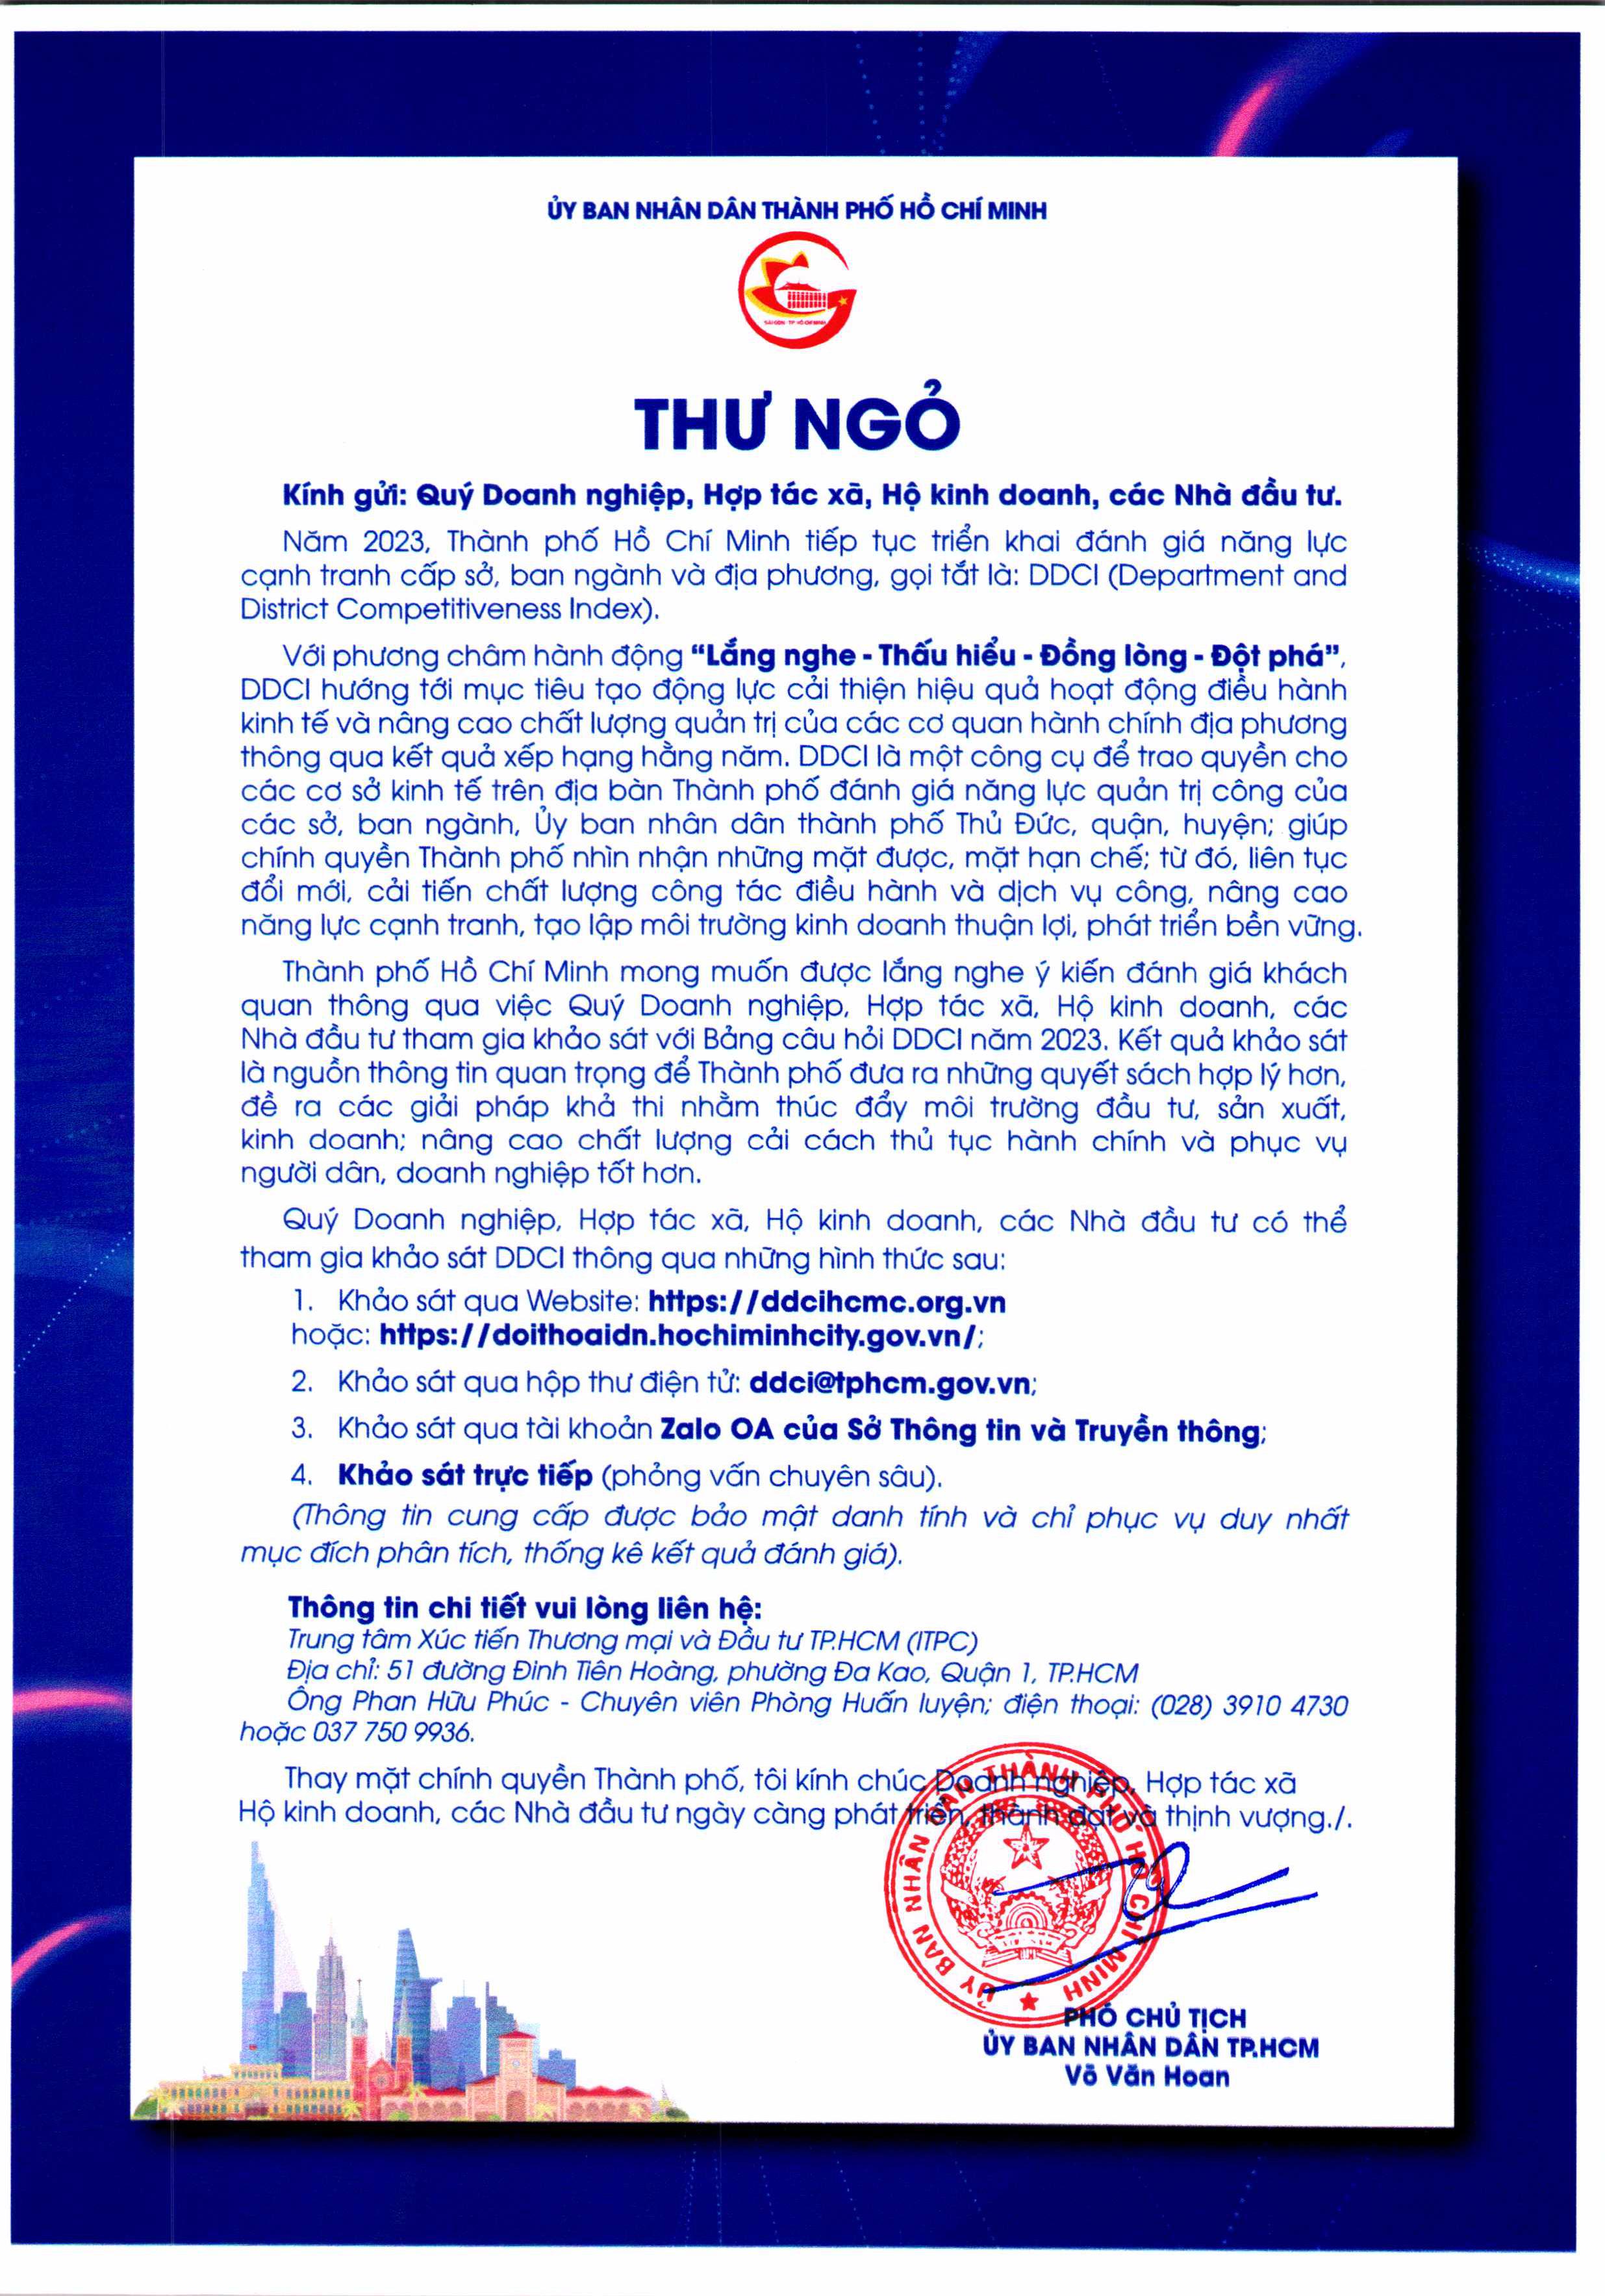 ỦY BAN NHÂN DÂN THÀNH PHỐ HỒ CHÍ MINH
SÀI GÒN - TP HỒ CHÍ MINH
THƯ NGỎ
Kính gửi: Quý Doanh nghiệp, Hợp tác xã, Hộ kinh doanh, các Nhà đầu tư.
Năm 2023, Thành phố Hồ Chí Minh tiếp tục triển khai đánh giá năng lực
cạnh tranh cấp sở, ban ngành và địa phương, gọi tắt là: DDCI (Department and
District Competitiveness Index).
Với phương châm hành động “Lắng nghe - Thấu hiểu - Đồng lòng - Đột phá”,
DDCI hướng tới mục tiêu tạo động lực cải thiện hiệu quả hoạt động điều hành
kinh tế và nâng cao chất lượng quản trị của các cơ quan hành chính địa phương
thông qua kết quả xếp hạng hằng năm. DDCI là một công cụ để trao quyền cho
các cơ sở kinh tế trên địa bàn Thành phố đánh giá năng lực quản trị công của
các sở, ban ngành, Ủy ban nhân dân thành phố Thủ Đức, quận, huyện; giúp
chính quyền Thành phố nhìn nhận những mặt được, mặt hạn chế; từ đó, liên tục
đổi mới, cải tiến chất lượng công tác điều hành và dịch vụ công, nâng cao
năng lực cạnh tranh, tạo lập môi trường kinh doanh thuận lợi, phát triển bền vững.
Thành phố Hồ Chí Minh mong muốn được lắng nghe ý kiến đánh giá khách
quan thông qua việc Quý Doanh nghiệp, Hợp tác xã, Hộ kinh doanh, các
Nhà đầu tư tham gia khảo sát với Bảng câu hỏi DDCI năm 2023. Kết quả khảo sát
là nguồn thông tin quan trọng để Thành phố đưa ra những quyết sách hợp lý hơn,
đề ra các giải pháp khả thi nhằm thúc đẩy môi trường đầu tư, sản xuất,
kinh doanh; nâng cao chất lượng cải cách thủ tục hành chính và phục vụ
người dân, doanh nghiệp tốt hơn.
Quý Doanh nghiệp, Hợp tác xã, Hộ kinh doanh, các Nhà đầu tư có thể
tham gia khảo sát DDCI thông qua những hình thức sau:
1. Khảo sát qua Website: https://ddcihcmc.org.vn
hoặc: https://doithoaidn.hochiminhcity.gov.vn/;
2. Khảo sát qua hộp thư điện tử: ddci@tphcm.gov.vn;
3. Khảo sát qua tài khoản Zalo OA của Sở Thông tin và Truyền thông;
4. Khảo sát trực tiếp (phỏng vấn chuyên sâu).
(Thông tin cung cấp được bảo mật danh tính và chỉ phục vụ duy nhất
mục đích phân tích, thống kê kết quả đánh giá).
Thông tin chi tiết vui lòng liên hệ:
Trung tâm Xúc tiến Thương mại và Đầu tư TP.HCM (ITPC)
Địa chỉ: 51 đường Đinh Tiên Hoàng, phường Đa Kao, Quận 1, TP.HCM
Ông Phan Hữu Phúc - Chuyên viên Phòng Huấn luyện; điện thoại: (028) 3910 4730
hoặc 037 750 9936.
Thay mặt chính quyền Thành phố, tôi kính chúc Doanh nghiệp, Hợp tác xã
Hộ kinh doanh, các Nhà đầu tư ngày càng phát triển, thành đạt và thịnh vượng./.
ỦY BAN NHÂN DÂN THÀNH PHỐ HỒ CHÍ MINH
PHÓ CHỦ TỊCH
ỦY BAN NHÂN DÂN TP.HCM
Võ Văn Hoan